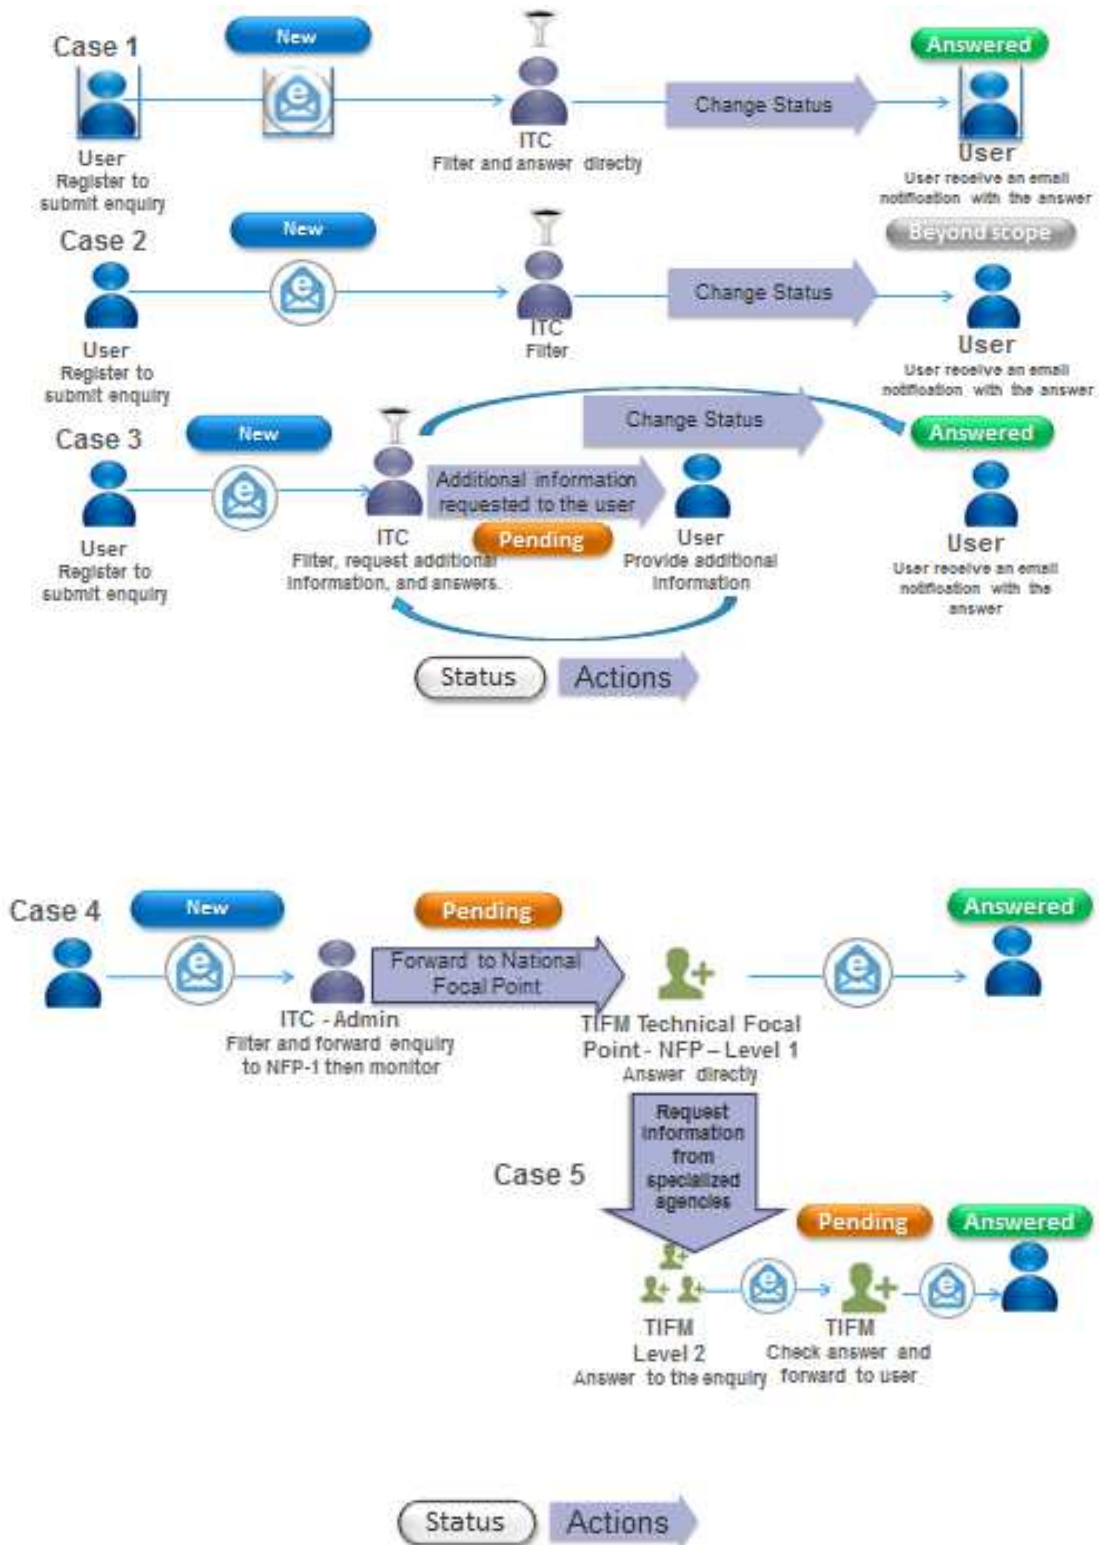 Case 1
New
Answered
Change Status
User
Register to
submit enquiry
ITC
Filter and answer directly
User
User receive an email
notification with the answer
Case 2
New
Beyond scope
Change Status
User
Register to
submit enquiry
ITC
Filter
User
User receive an email
notification with the answer
Case 3
New
Change Status
Answered
Additional information
requested to the user
Pending
User
Register to
submit enquiry
ITC
Filter, request additional
information, and answers.
User
Provide additional
information
User
User receive an email
notification with the
answer
Status
Actions
Case 4
New
Pending
Answered
Forward to National
Focal Point
ITC - Admin
Filter and forward enquiry
to NFP-1 then monitor
TIFM Technical Focal
Point - NFP – Level 1
Answer directly
Case 5
Request
information
from
specialized
agencies
Pending
Answered
TIFM
Level 2
Answer to the enquiry
TIFM
Check answer and
forward to user
Status
Actions